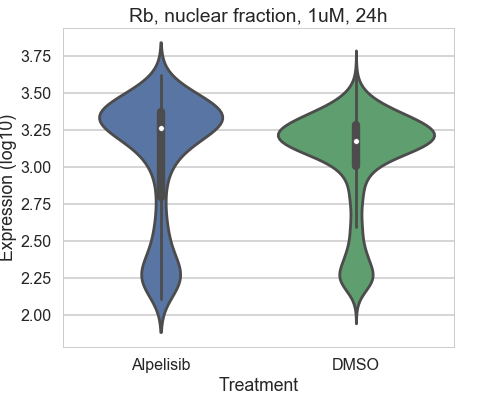 Rb, nuclear fraction, 1uM, 24h
Expression (log10)
3.75
3.50
3.25
3.00
2.75
2.50
2.25
2.00
Alpelisib DMSO
Treatment